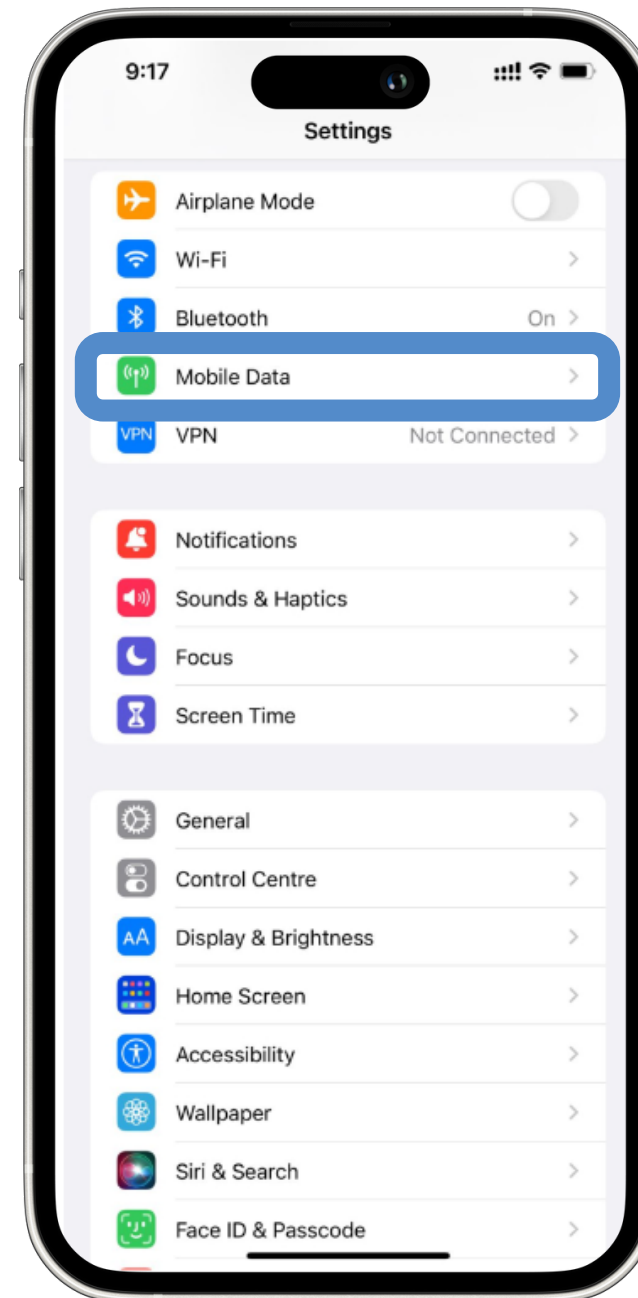 9:17
Settings
Airplane Mode
Wi-Fi
Bluetooth On
Mobile Data
VPN VPN Not Connected
Notifications
Sounds & Haptics
Focus
Screen Time
General
Control Centre
AA Display & Brightness
Home Screen
Accessibility
Wallpaper
Siri & Search
Face ID & Passcode